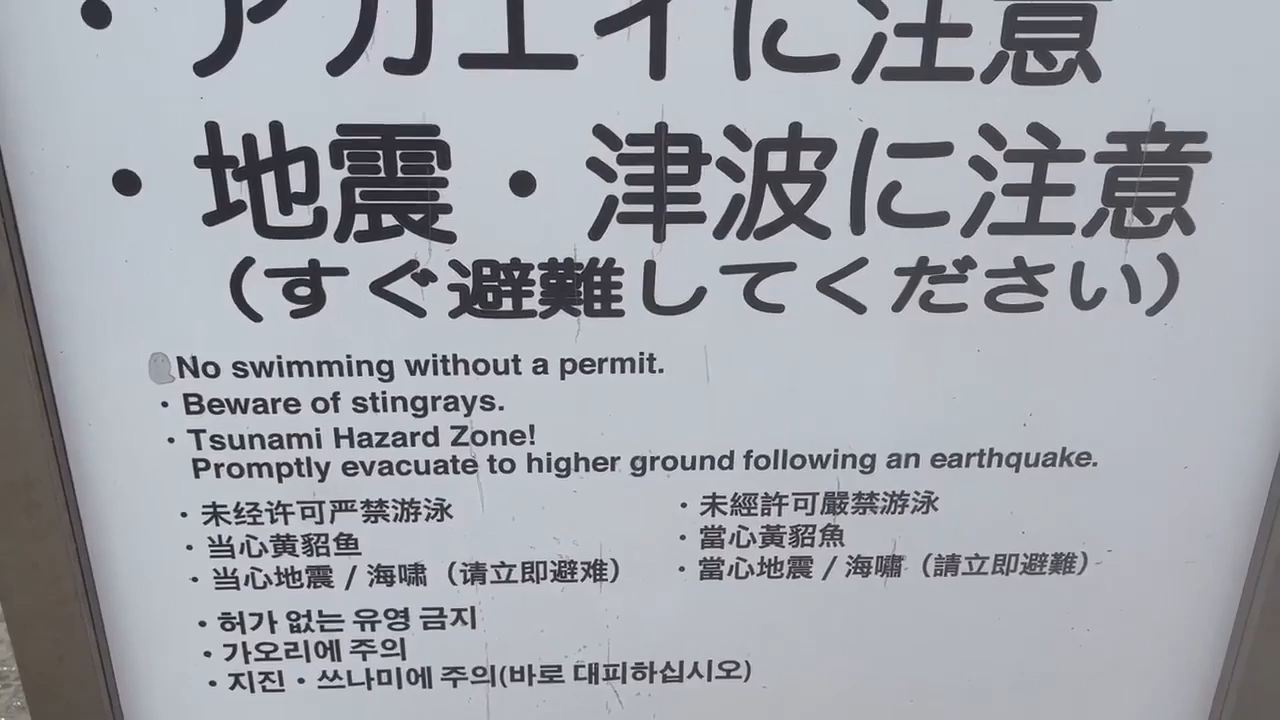 ・アカエイに注意
・地震・津波に注意
（すぐ避難してください）
No swimming without a permit.
・Beware of stingrays.
・Tsunami Hazard Zone!
Promptly evacuate to higher ground following an earthquake.
・未经许可严禁游泳
・当心黄貂鱼
・当心地震 / 海啸（请立即避难）
・未經許可嚴禁游泳
・當心黃貂魚
・當心地震 / 海嘯（請立即避難）
・허가 없는 유영 금지
・가오리에 주의
・지진・쓰나미에 주의(바로 대피하십시오)